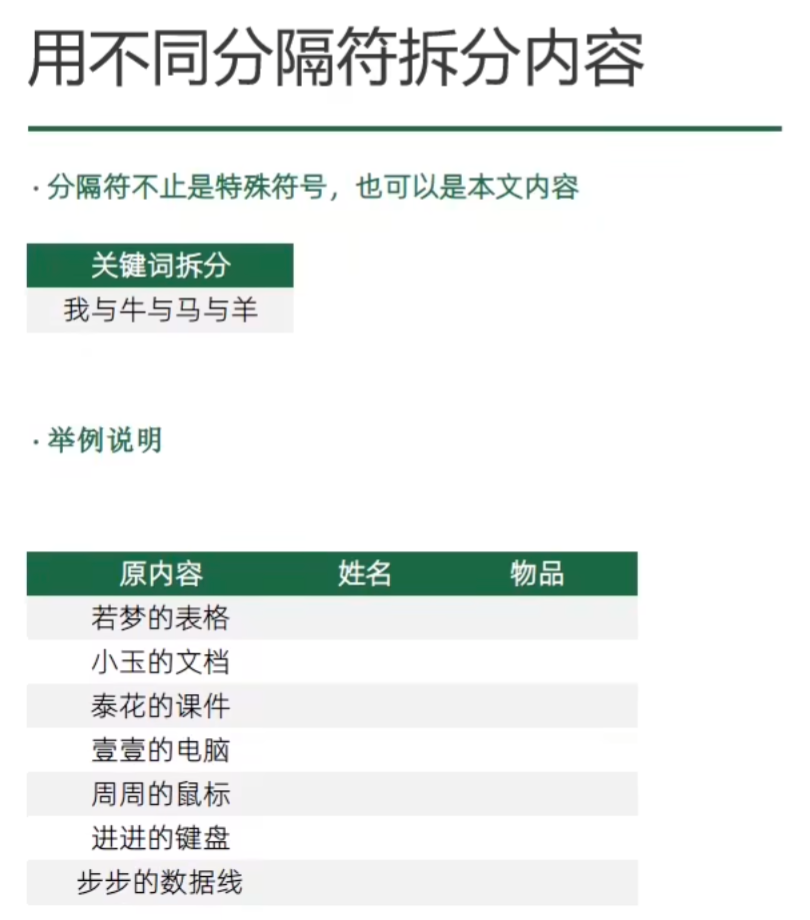 用不同分隔符拆分内容
· 分隔符不止是特殊符号，也可以是本文内容
关键词拆分
我与牛与马与羊
· 举例说明
原内容 姓名 物品
若梦的表格
小玉的文档
泰花的课件
壹壹的电脑
周周的鼠标
进进的键盘
步步的数据线